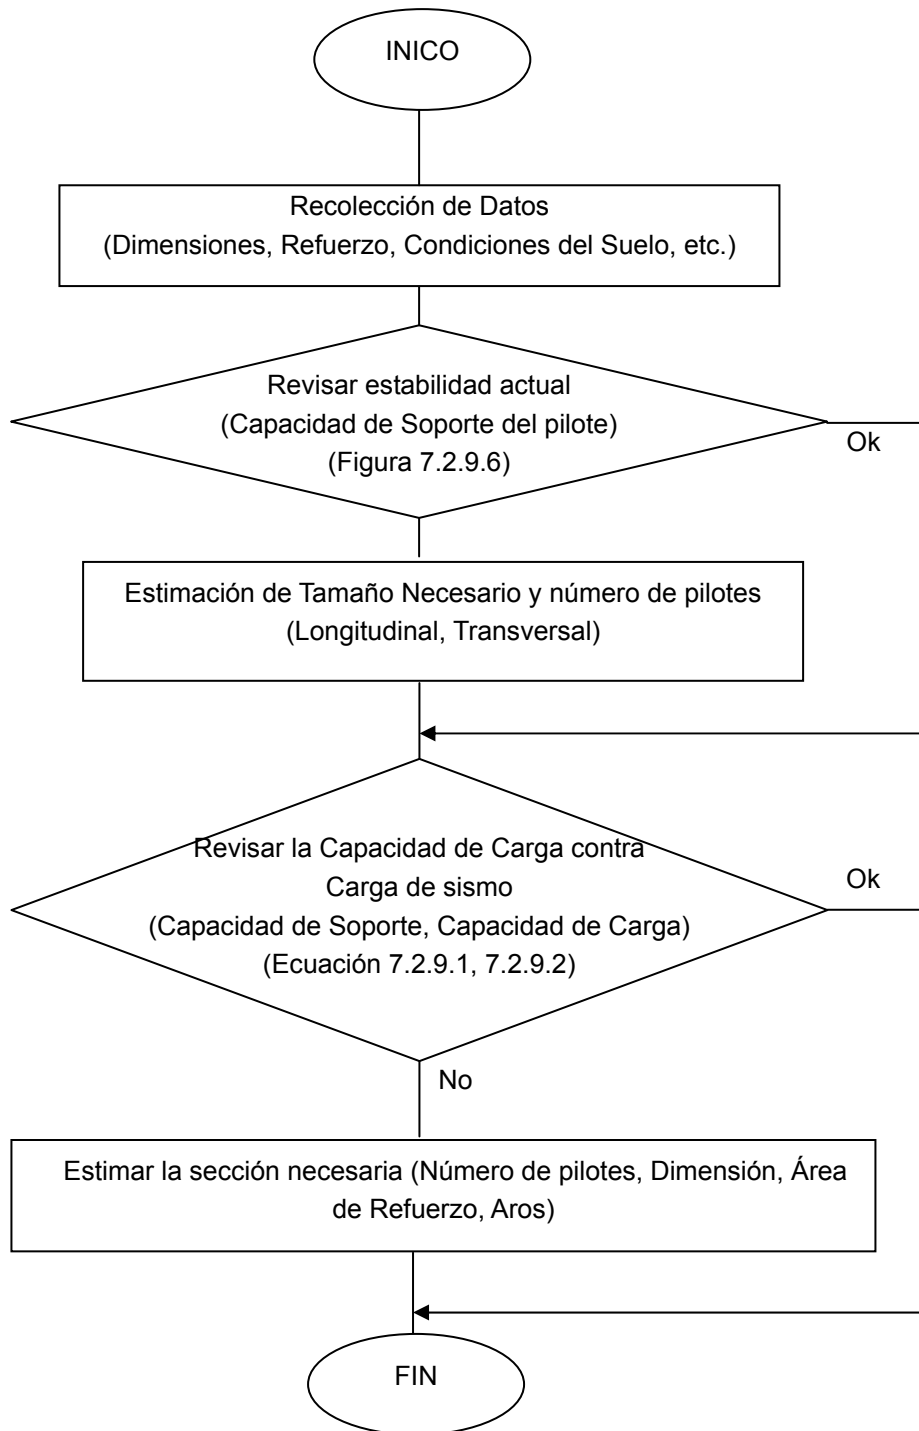 INICO
Recolección de Datos
(Dimensiones, Refuerzo, Condiciones del Suelo, etc.)
Revisar estabilidad actual
(Capacidad de Soporte del pilote)
(Figura 7.2.9.6)
Ok
Estimación de Tamaño Necesario y número de pilotes
(Longitudinal, Transversal)
Revisar la Capacidad de Carga contra
Carga de sismo
(Capacidad de Soporte, Capacidad de Carga)
(Ecuación 7.2.9.1, 7.2.9.2)
Ok
No
Estimar la sección necesaria (Número de pilotes, Dimensión, Área
de Refuerzo, Aros)
FIN